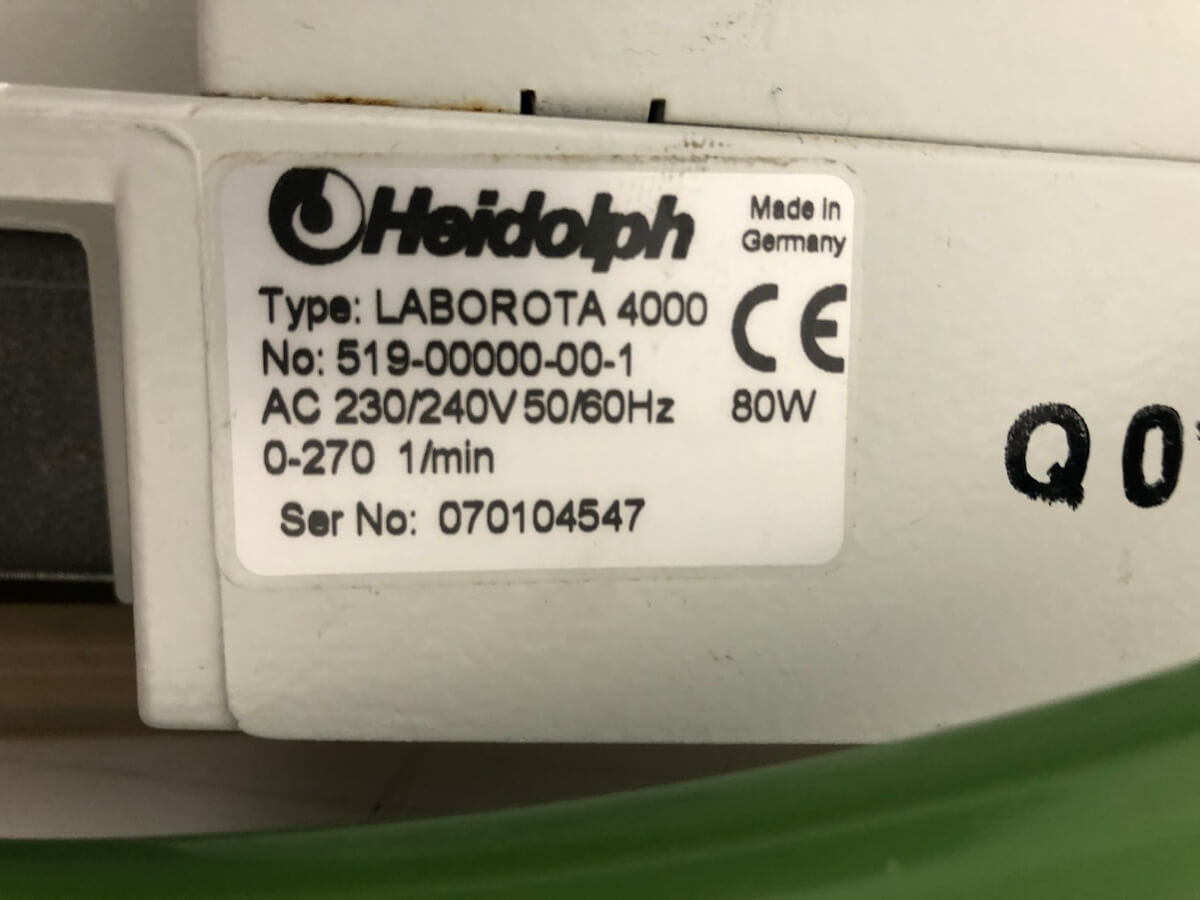 Heidolph
Made in
Germany
Type: LABOROTA 4000
CE
No: 519-00000-00-1
AC 230/240V 50/60Hz 80W
0-270 1/min
Ser No: 070104547
Q 0